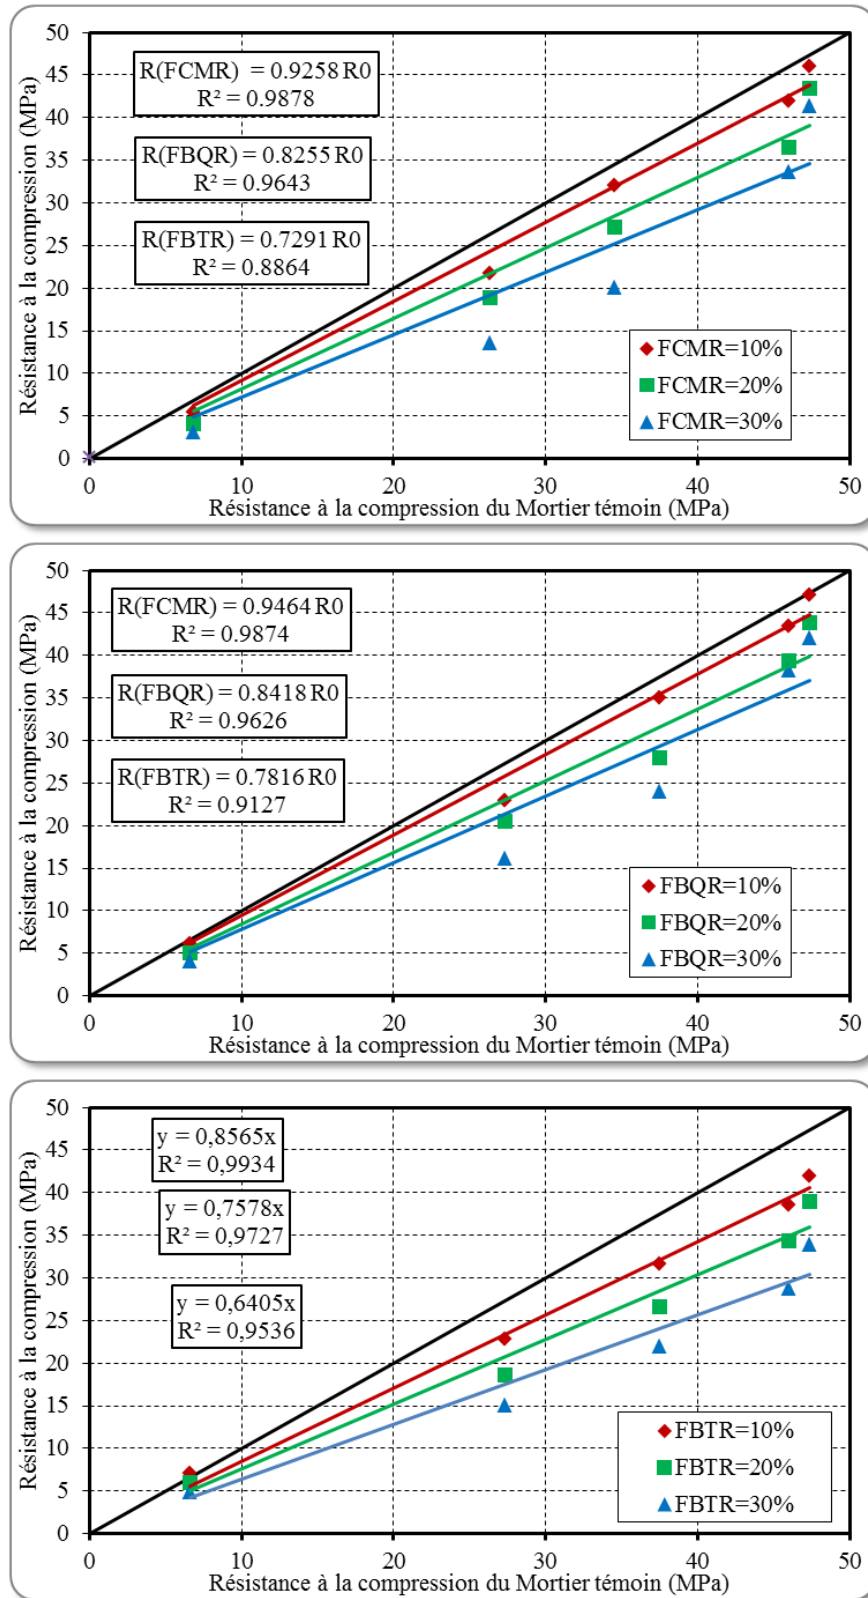 50
45
40
35
30
25
20
15
10
5
0
Résistance à la compression (MPa)
R(FCMR) = 0.9258 R0
R² = 0.9878
R(FBQR) = 0.8255 R0
R² = 0.9643
R(FBTR) = 0.7291 R0
R² = 0.8864
FCMR=10%
FCMR=20%
FCMR=30%
0 10 20 30 40 50
Résistance à la compression du Mortier témoin (MPa)
50
45
40
35
30
25
20
15
10
5
0
Résistance à la compression (MPa)
R(FCMR) = 0.9464 R0
R² = 0.9874
R(FBQR) = 0.8418 R0
R² = 0.9626
R(FBTR) = 0.7816 R0
R² = 0.9127
FBQR=10%
FBQR=20%
FBQR=30%
0 10 20 30 40 50
Résistance à la compression du Mortier témoin (MPa)
50
45
40
35
30
25
20
15
10
5
0
Résistance à la compression (MPa)
y = 0,8565x
R² = 0,9934
y = 0,7578x
R² = 0,9727
y = 0,6405x
R² = 0,9536
FBTR=10%
FBTR=20%
FBTR=30%
0 10 20 30 40 50
Résistance à la compression du Mortier témoin (MPa)